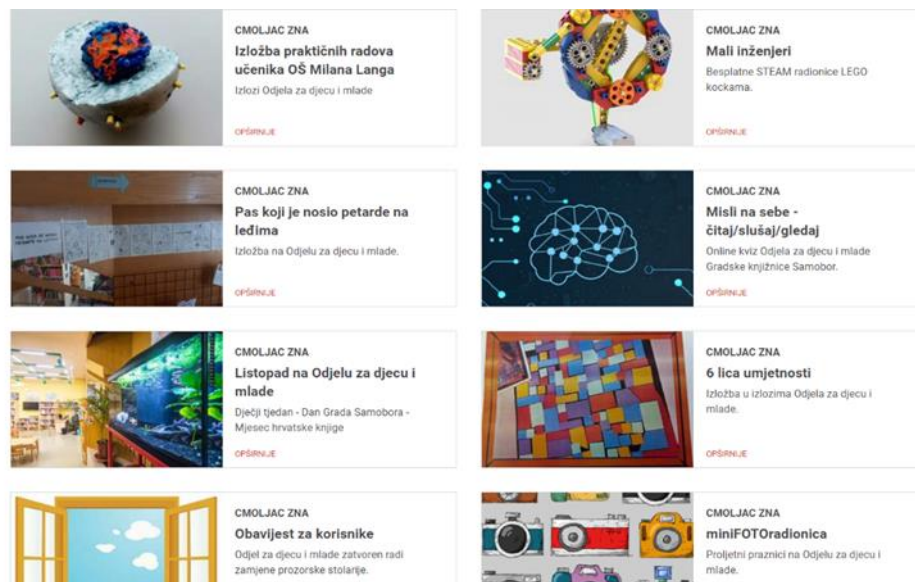 CMOLJAC ZNA
Izložba praktičnih radova
učenika OŠ Milana Langa
Izlozi Odjela za djecu i mlade
OPŠIRNIJE
CMOLJAC ZNA
Mali inženjeri
Besplatne STEAM radionice LEGO
kockama.
OPŠIRNIJE
CMOLJAC ZNA
Pas koji je nosio petarde na
leđima
Izložba na Odjelu za djecu i mlade.
OPŠIRNIJE
CMOLJAC ZNA
Misli na sebe -
čitaj/slušaj/gledaj
Online kviz Odjela za djecu i mlade
Gradske knjižnice Samobor.
OPŠIRNIJE
CMOLJAC ZNA
Listopad na Odjelu za djecu i
mlade
Dječji tjedan - Dan Grada Samobora -
Mjesec hrvatske knjige
OPŠIRNIJE
CMOLJAC ZNA
6 lica umjetnosti
Izložba u izlozima Odjela za djecu i
mlade.
OPŠIRNIJE
CMOLJAC ZNA
Obavijest za korisnike
Odjel za djecu i mlade zatvoren radi
zamjene prozorske stolarije.
CMOLJAC ZNA
miniFOTOradionica
Proljetni praznici na Odjelu za djecu i
mlade.